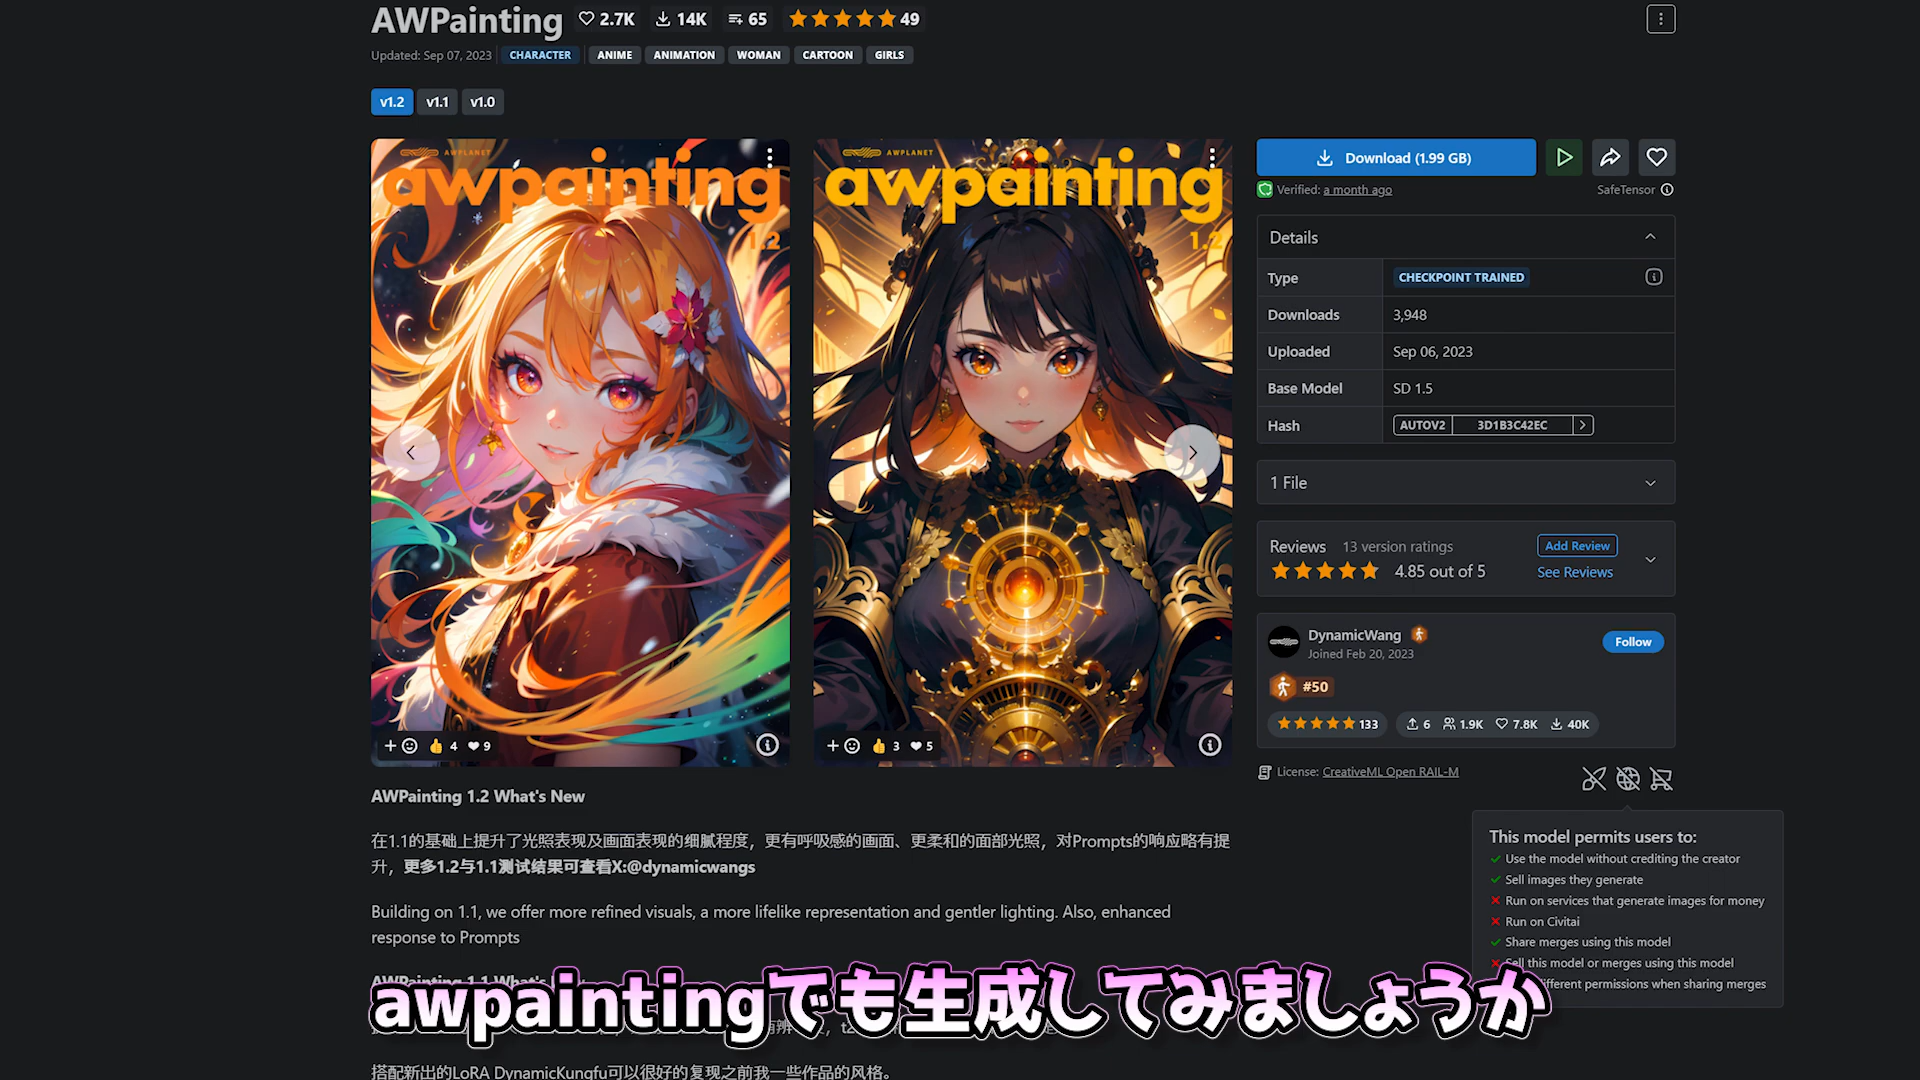 AWPainting 2.7K 14K 65 49
Updated: Sep 07, 2023 CHARACTER ANIME ANIMATION WOMAN CARTOON GIRLS
v1.2 v1.1 v1.0
AWPLANET
awpainting
1.2
4 9
AWPLANET
awpainting
1.2
3 5
Download (1.99 GB)
Verified: a month ago SafeTensor
Details
Type CHECKPOINT TRAINED
Downloads 3,948
Uploaded Sep 06, 2023
Base Model SD 1.5
Hash AUTOV2 3D1B3C42EC
1 File
Reviews 13 version ratings Add Review
4.85 out of 5 See Reviews
DynamicWang
Joined Feb 20, 2023
Follow
#50
133 6 1.9K 7.8K 40K
License: CreativeML Open RAIL-M
This model permits users to:
Use the model without crediting the creator
Sell images they generate
Run on services that generate images for money
Run on Civitai
Share merges using this model
Sell this model or merges using this model
different permissions when sharing merges
AWPainting 1.2 What's New
在1.1的基础上提升了光照表现及画面表现的细腻程度，更有呼吸感的画面、更柔和的面部光照，对Prompts的响应略有提
升，更多1.2与1.1测试结果可查看X:@dynamicwangs
Building on 1.1, we offer more refined visuals, a more lifelike representation and gentler lighting. Also, enhanced
response to Prompts
AWPainting 1.1 What's
awpaintingでも生成してみましょうか
搭配新出的LoRA DynamicKungfu可以很好的复现之前我一些作品的风格。